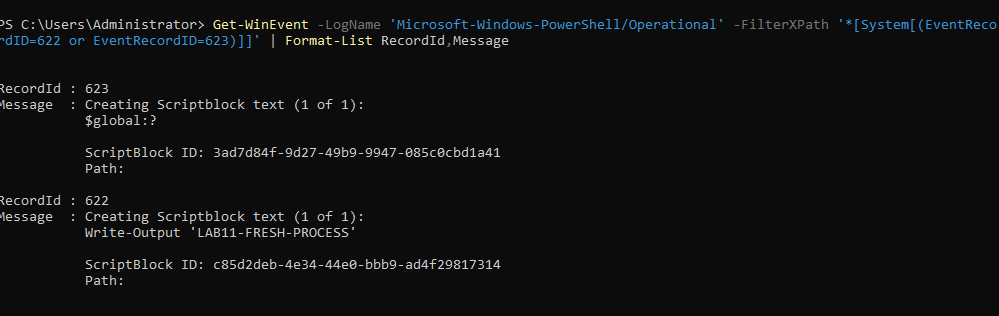 PS C:\Users\Administrator> Get-WinEvent -LogName 'Microsoft-Windows-PowerShell/Operational' -FilterXPath '*[System[(EventReco
rdID=622 or EventRecordID=623)]]' | Format-List RecordId,Message
RecordId : 623
Message  : Creating Scriptblock text (1 of 1):
           $global:?
           ScriptBlock ID: 3ad7d84f-9d27-49b9-9947-085c0cbd1a41
           Path:
RecordId : 622
Message  : Creating Scriptblock text (1 of 1):
           Write-Output 'LAB11-FRESH-PROCESS'
           ScriptBlock ID: c85d2deb-4e34-44e0-bbb9-ad4f29817314
           Path: